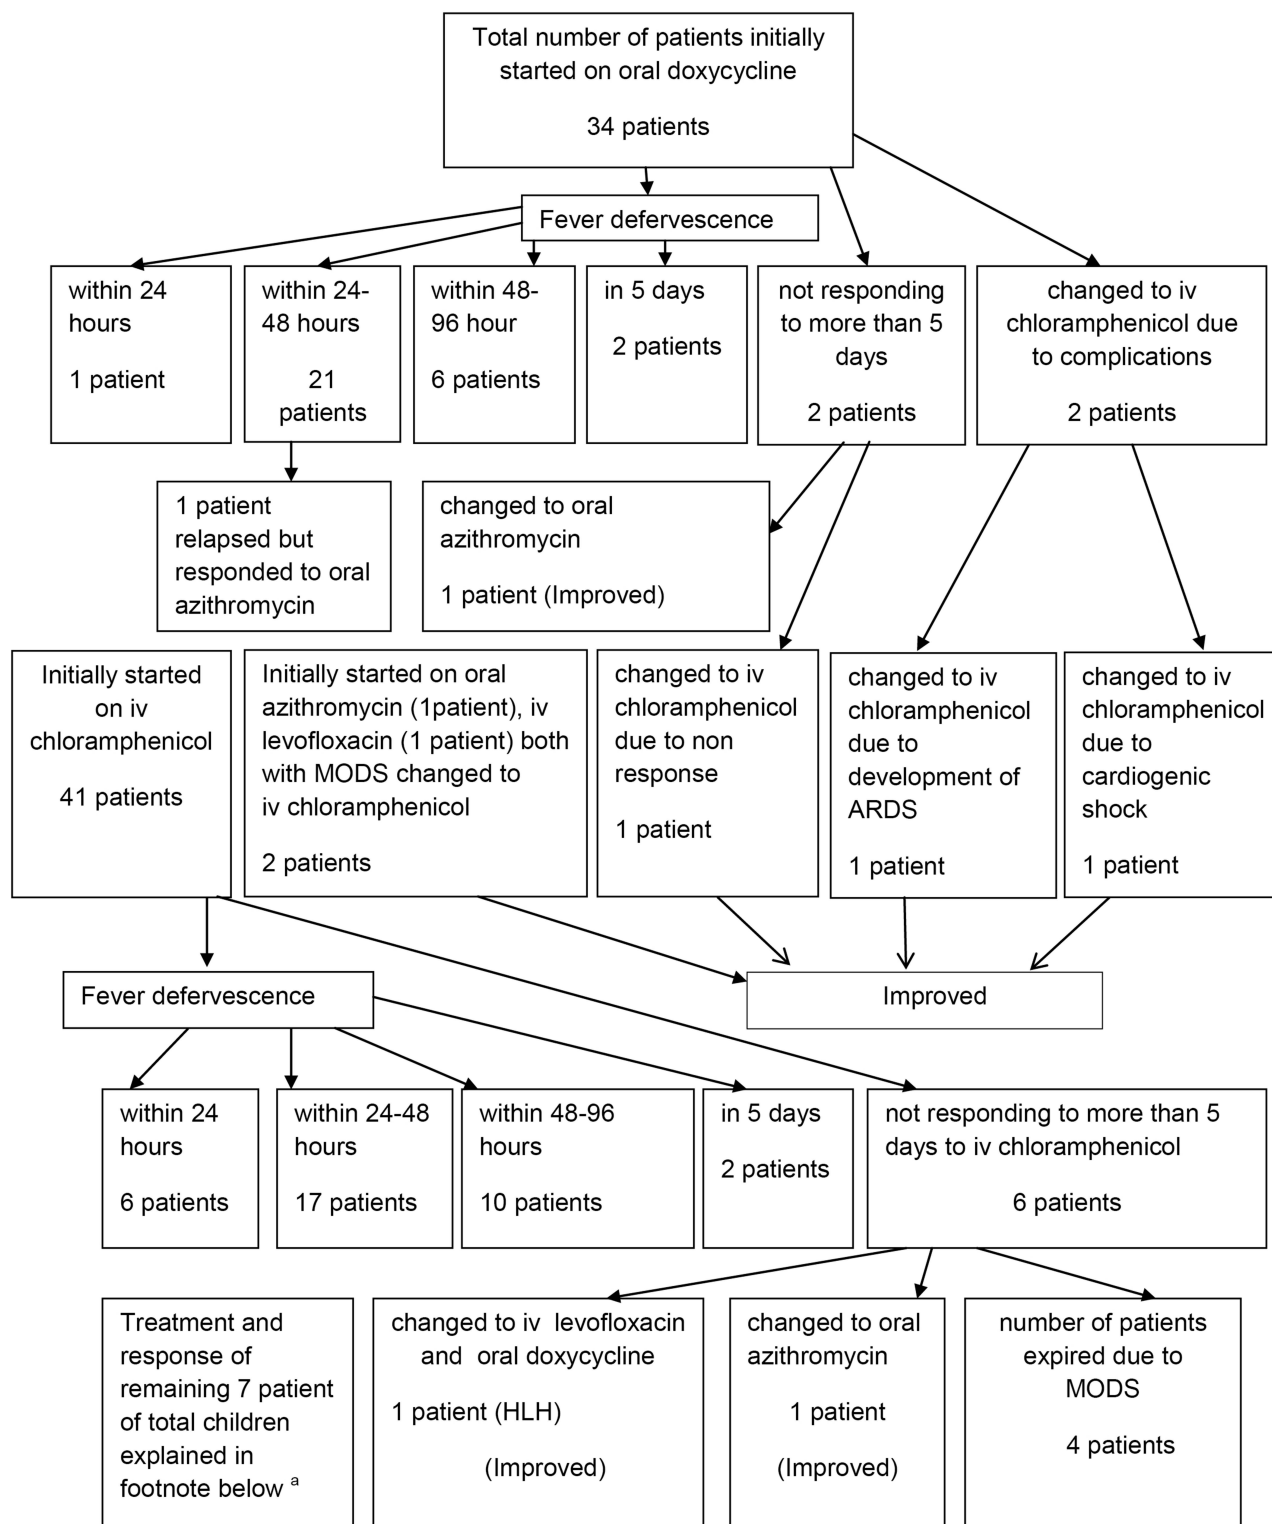 Total number of patients initially
started on oral doxycycline
34 patients
Fever defervescence
within 24
hours
1 patient
within 24-
48 hours
21
patients
within 48-
96 hour
6 patients
in 5 days
2 patients
not responding
to more than 5
days
2 patients
changed to iv
chloramphenicol due
to complications
2 patients
1 patient
relapsed but
responded to oral
azithromycin
changed to oral
azithromycin
1 patient (Improved)
Initially started
on iv
chloramphenicol
41 patients
Initially started on oral
azithromycin (1patient), iv
levofloxacin (1 patient) both
with MODS changed to
iv chloramphenicol
2 patients
changed to iv
chloramphenicol
due to non
response
1 patient
changed to iv
chloramphenicol
due to
development of
ARDS
1 patient
changed to iv
chloramphenicol
due to
cardiogenic
shock
1 patient
Fever defervescence
Improved
within 24
hours
6 patients
within 24-48
hours
17 patients
within 48-96
hours
10 patients
in 5 days
2 patients
not responding to more than 5
days to iv chloramphenicol
6 patients
Treatment and
response of
remaining 7 patient
of total children
explained in
footnote below a
changed to iv levofloxacin
and oral doxycycline
1 patient (HLH)
(Improved)
changed to oral
azithromycin
1 patient
(Improved)
number of patients
expired due to
MODS
4 patients